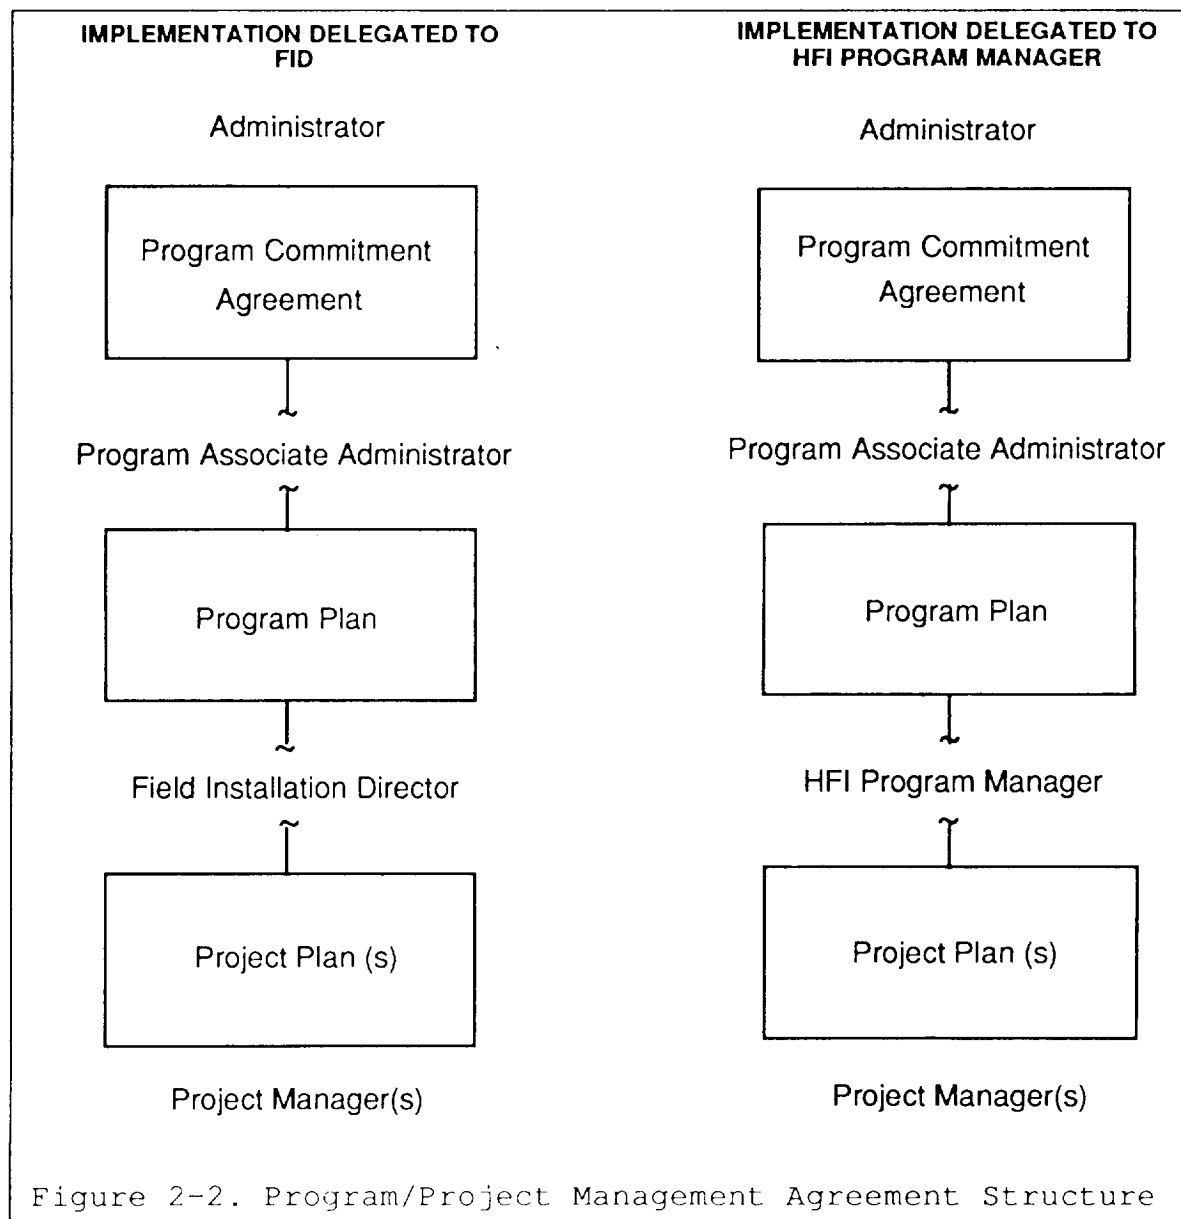 IMPLEMENTATION DELEGATED TO
FID
Administrator
Program Commitment
Agreement
Program Associate Administrator
Program Plan
Field Installation Director
Project Plan (s)
Project Manager(s)
IMPLEMENTATION DELEGATED TO
HFI PROGRAM MANAGER
Administrator
Program Commitment
Agreement
Program Associate Administrator
Program Plan
HFI Program Manager
Project Plan (s)
Project Manager(s)
Figure 2-2. Program/Project Management Agreement Structure